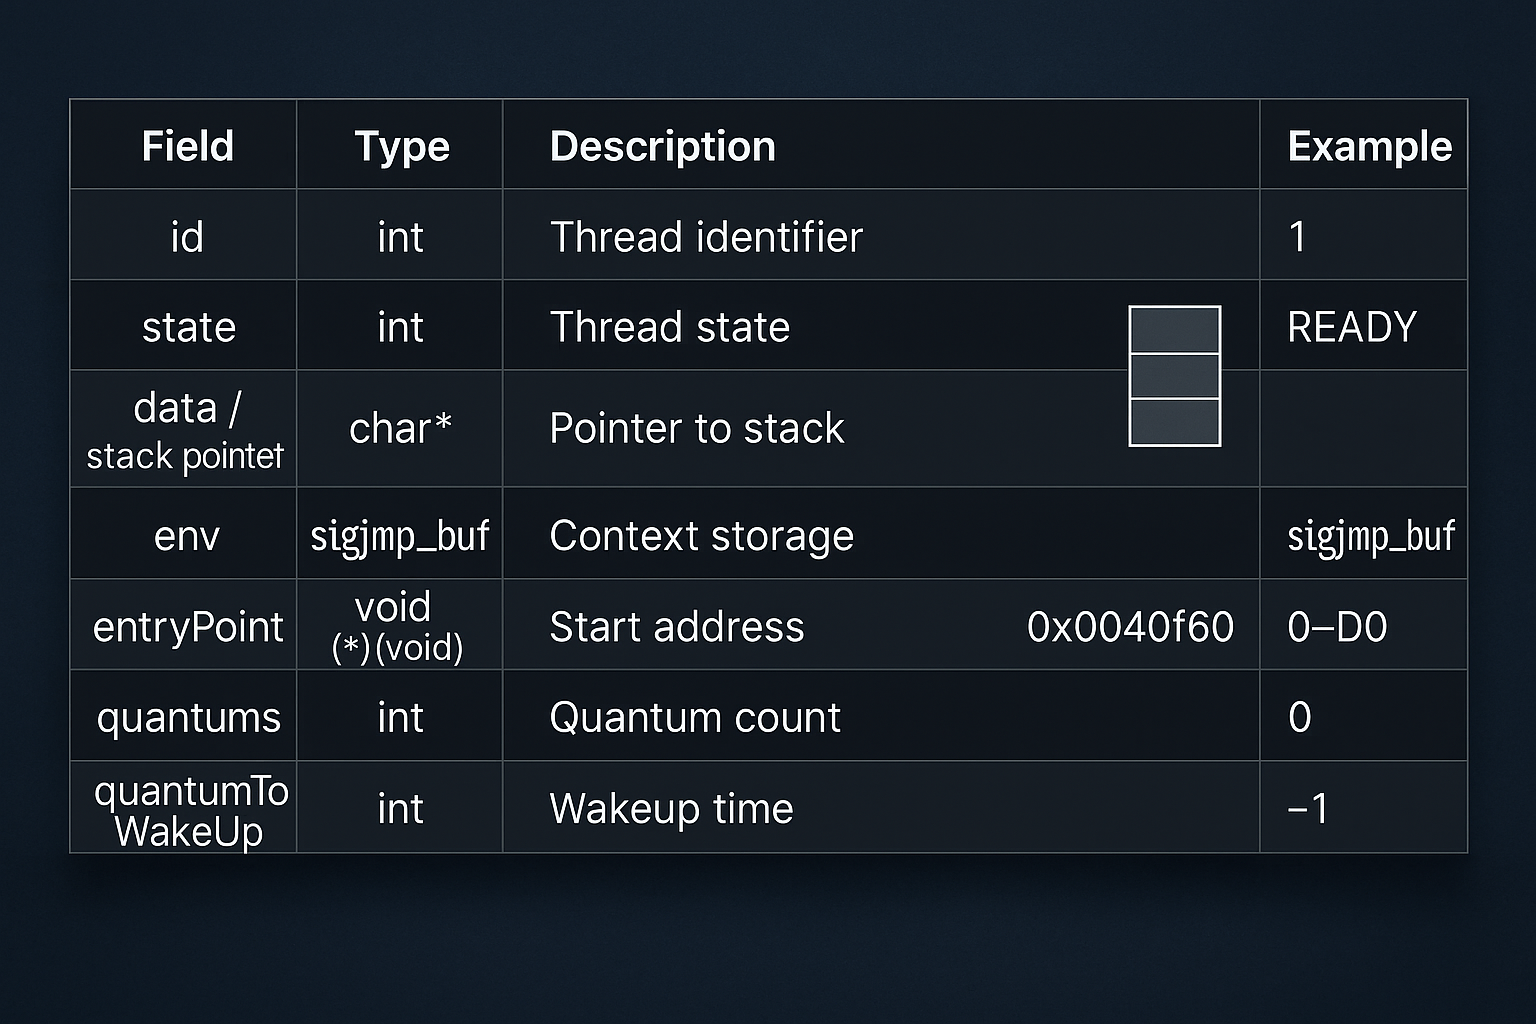 Field Type Description Example
id int Thread identifier 1
state int Thread state READY
data /
stack pointet char* Pointer to stack
env sigjmp_buf Context storage sigjmp_buf
entryPoint void
(*)(void) Start address 0x0040f60 0–D0
quantums int Quantum count 0
quantumTo
WakeUp int Wakeup time –1